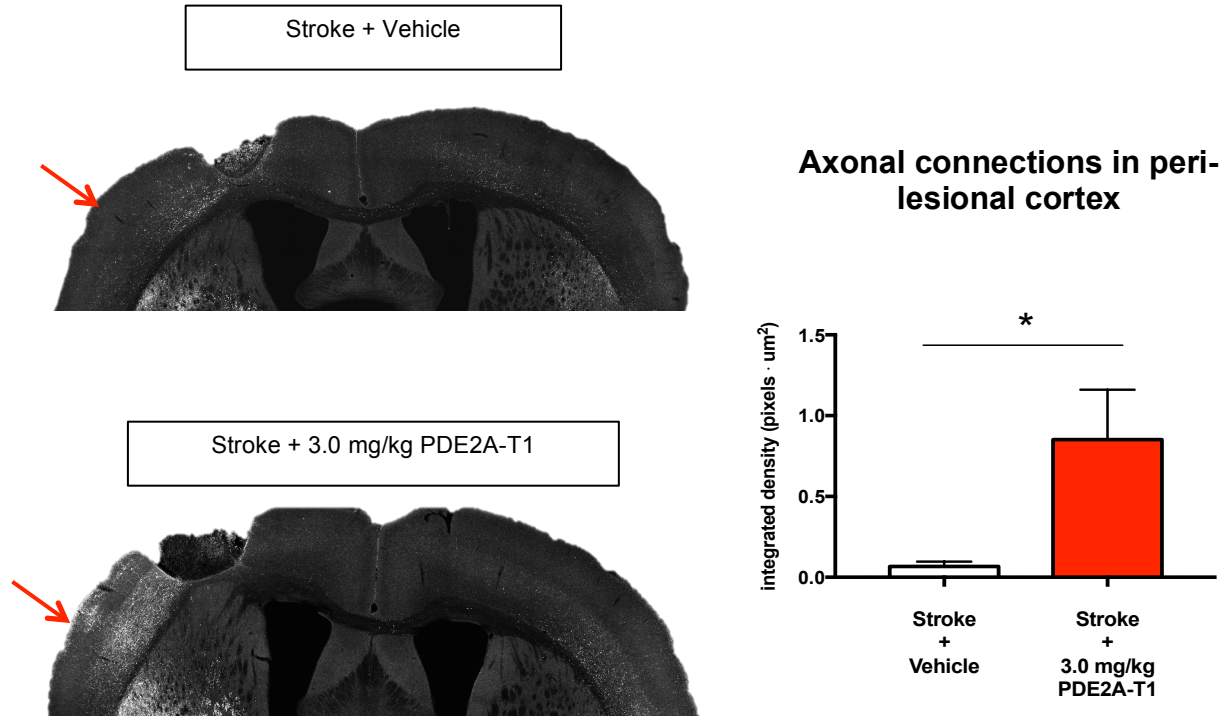 Stroke + Vehicle
Stroke + 3.0 mg/kg PDE2A-T1
Axonal connections in peri-
lesional cortex
integrated density (pixels · um²)
*
1.5
1.0
0.5
0.0
Stroke
+
Vehicle
Stroke
+
3.0 mg/kg
PDE2A-T1